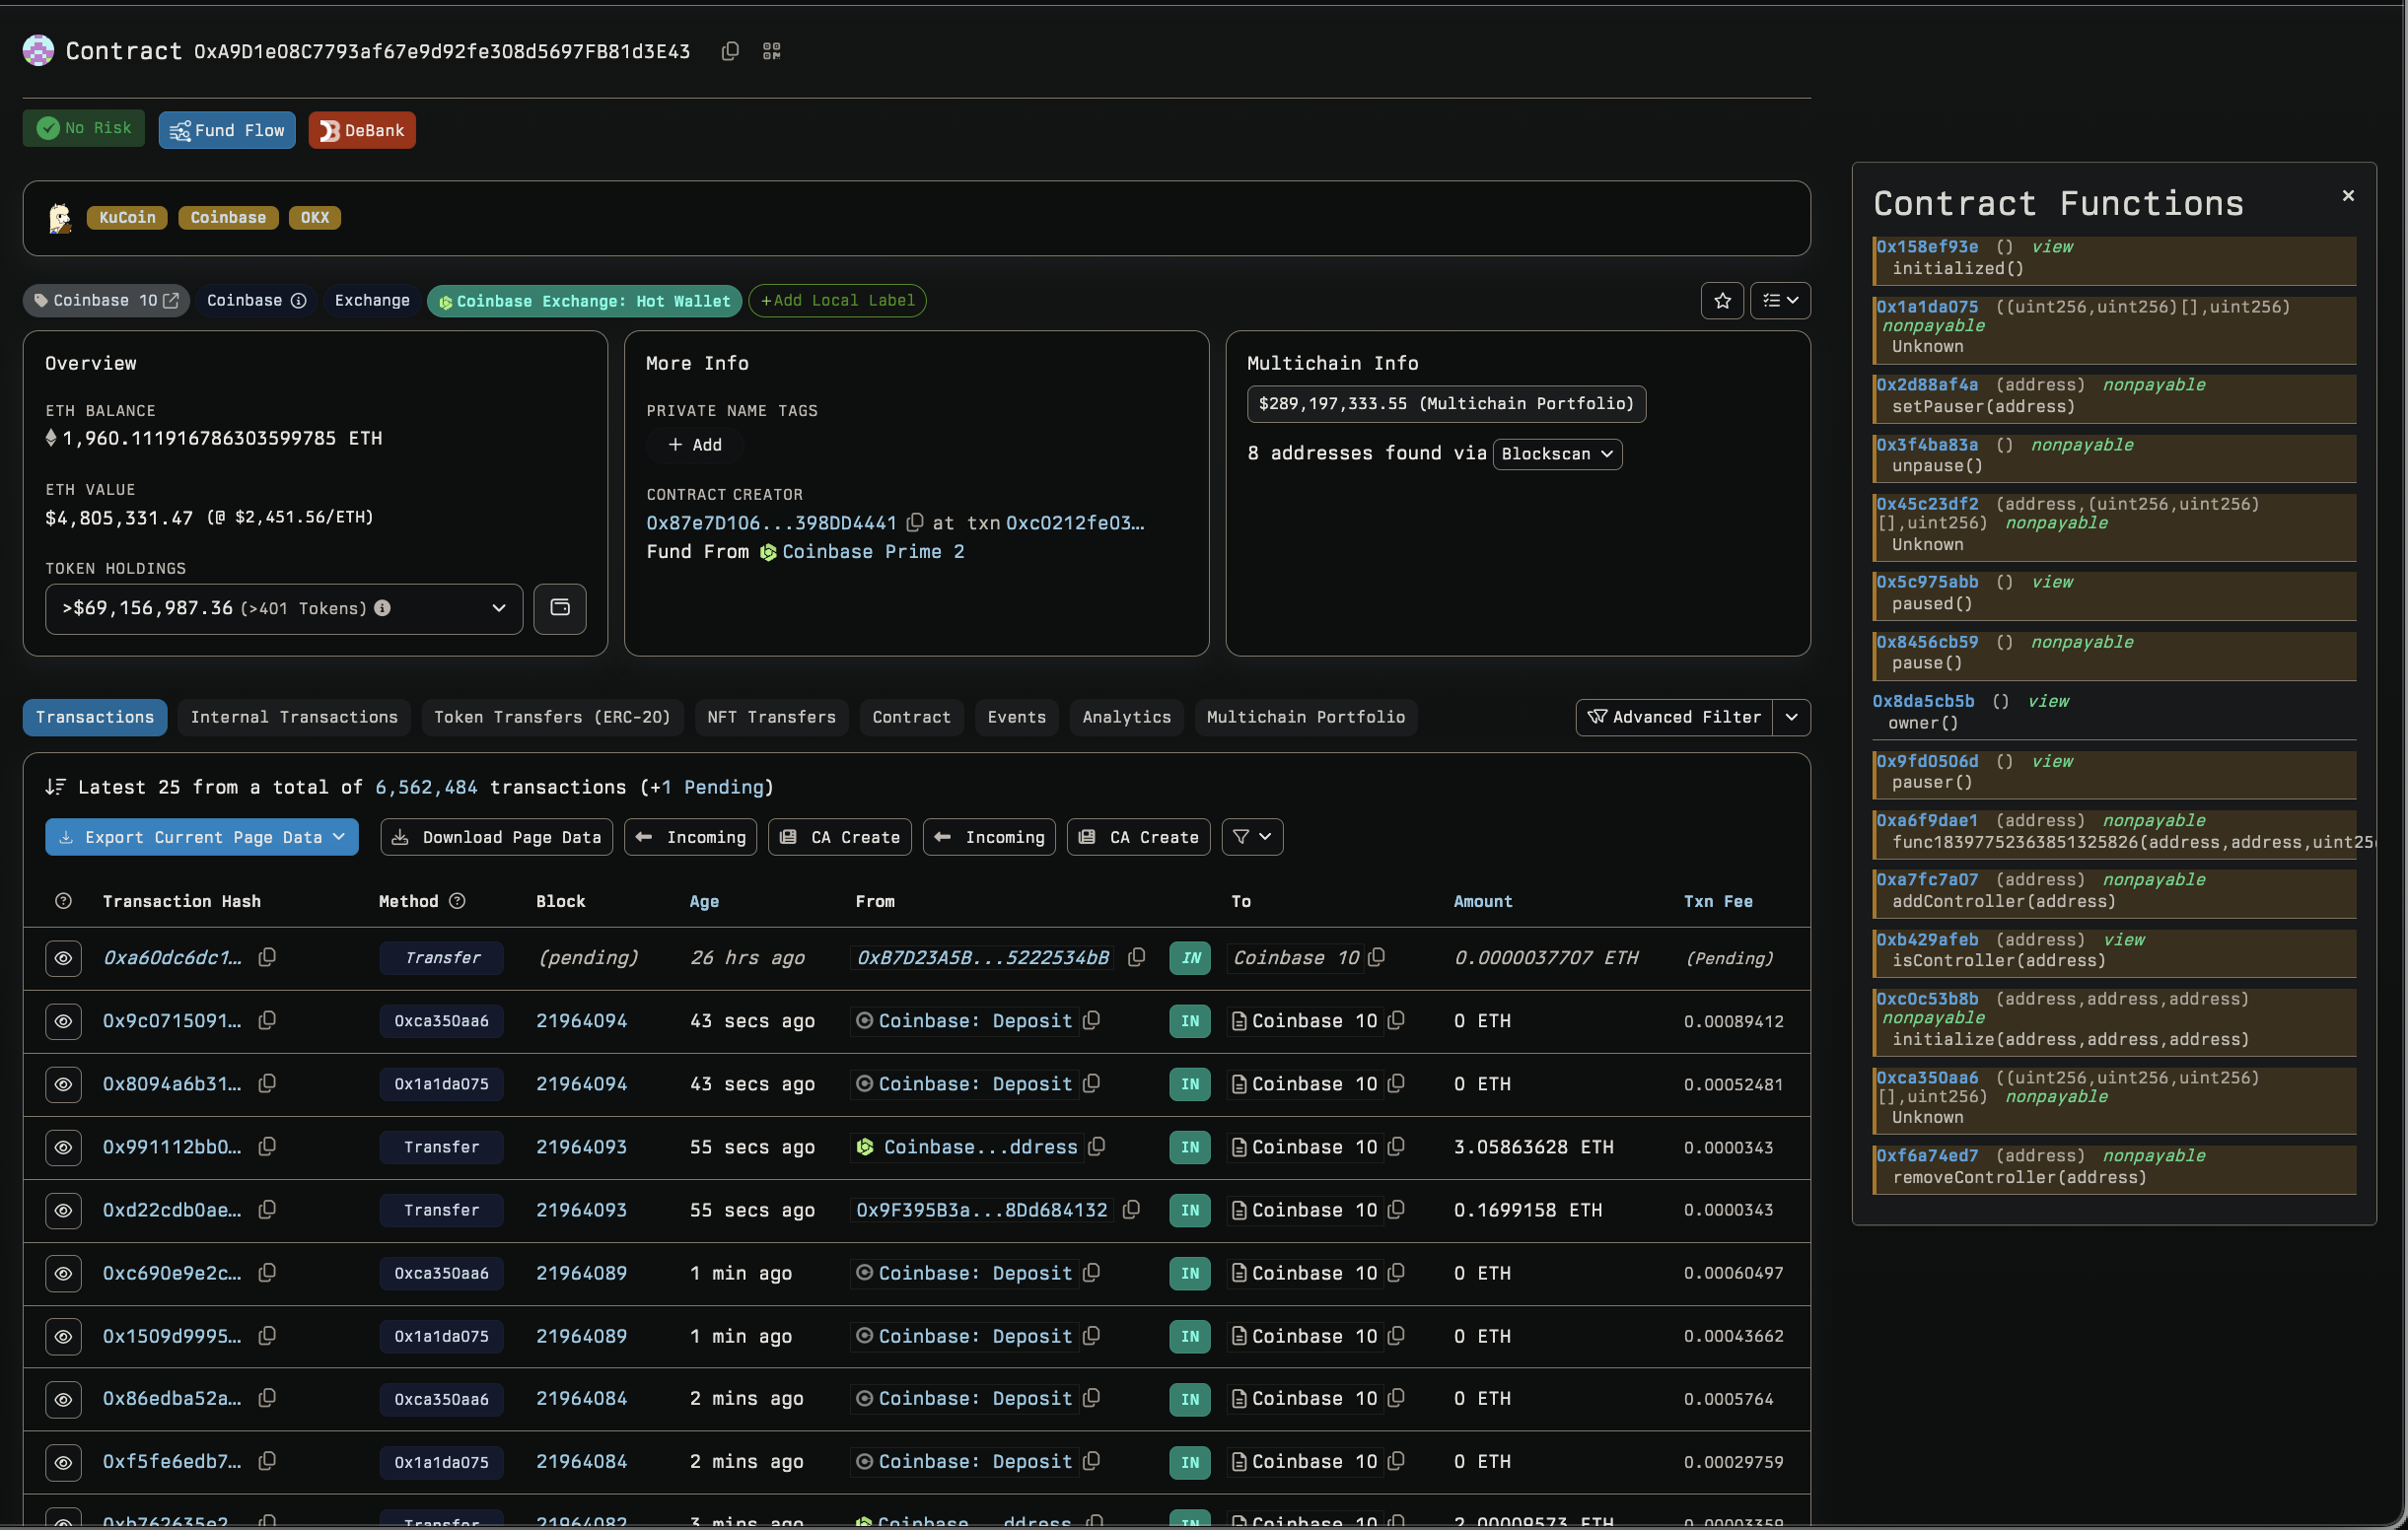 Contract 0xA9D1e08C7793af67e9d92fe308d5697FB81d3E43
No Risk
Fund Flow
DeBank
KuCoin Coinbase OKX
Coinbase 10 Coinbase Exchange Coinbase Exchange: Hot Wallet +Add Local Label
Overview
ETH BALANCE
1,960.111916786303599785 ETH
ETH VALUE
$4,805,331.47 (@ $2,451.56/ETH)
TOKEN HOLDINGS
>$69,156,987.36 (>401 Tokens)
More Info
PRIVATE NAME TAGS
+ Add
CONTRACT CREATOR
0x87e7D106...398DD4441 at txn 0xc0212fe03...
Fund From Coinbase Prime 2
Multichain Info
$289,197,333.55 (Multichain Portfolio)
8 addresses found via Blockscan
Transactions Internal Transactions Token Transfers (ERC-20) NFT Transfers Contract Events Analytics Multichain Portfolio Advanced Filter
Latest 25 from a total of 6,562,484 transactions (+1 Pending)
Export Current Page Data Download Page Data Incoming CA Create Incoming CA Create
Transaction Hash Method Block Age From To Amount Txn Fee
0xa60dc6dc1... Transfer (pending) 26 hrs ago 0xB7D23A5B...5222534bB IN Coinbase 10 0.0000037707 ETH (Pending)
0x9c0715091... 0xca350aa6 21964094 43 secs ago Coinbase: Deposit IN Coinbase 10 0 ETH 0.00089412
0x8094a6b31... 0x1a1da075 21964094 43 secs ago Coinbase: Deposit IN Coinbase 10 0 ETH 0.00052481
0x991112bb0... Transfer 21964093 55 secs ago Coinbase...ddress IN Coinbase 10 3.05863628 ETH 0.0000343
0xd22cdb0ae... Transfer 21964093 55 secs ago 0x9F395B3a...8Dd684132 IN Coinbase 10 0.1699158 ETH 0.0000343
0xc690e9e2c... 0xca350aa6 21964089 1 min ago Coinbase: Deposit IN Coinbase 10 0 ETH 0.00060497
0x1509d9995... 0x1a1da075 21964089 1 min ago Coinbase: Deposit IN Coinbase 10 0 ETH 0.00043662
0x86edba52a... 0xca350aa6 21964084 2 mins ago Coinbase: Deposit IN Coinbase 10 0 ETH 0.0005764
0xf5fe6edb7... 0x1a1da075 21964084 2 mins ago Coinbase: Deposit IN Coinbase 10 0 ETH 0.00029759
0xb762635e2... Transfer 21964082 3 mins ago Coinbase...ddress IN Coinbase 10 2.00009573 ETH 0.00003359
Contract Functions
0x158ef93e () view
initialized()
0x1a1da075 ((uint256,uint256)[],uint256)
nonpayable
Unknown
0x2d88af4a (address) nonpayable
setPauser(address)
0x3f4ba83a () nonpayable
unpause()
0x45c23df2 (address,(uint256,uint256)
[],uint256) nonpayable
Unknown
0x5c975abb () view
paused()
0x8456cb59 () nonpayable
pause()
0x8da5cb5b () view
owner()
0x9fd0506d () view
pauser()
0xa6f9dae1 (address) nonpayable
func18397752363851325826(address,address,uint256
0xa7fc7a07 (address) nonpayable
addController(address)
0xb429afeb (address) view
isController(address)
0xc0c53b8b (address,address,address)
nonpayable
initialize(address,address,address)
0xca350aa6 ((uint256,uint256,uint256)
[],uint256) nonpayable
Unknown
0xf6a74ed7 (address) nonpayable
removeController(address)